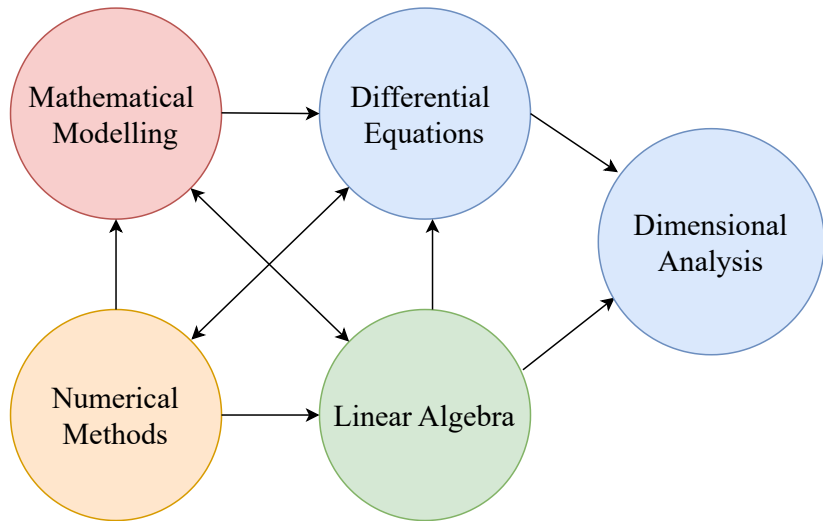 Mathematical
Modelling
Differential
Equations
Dimensional
Analysis
Numerical
Methods
Linear Algebra